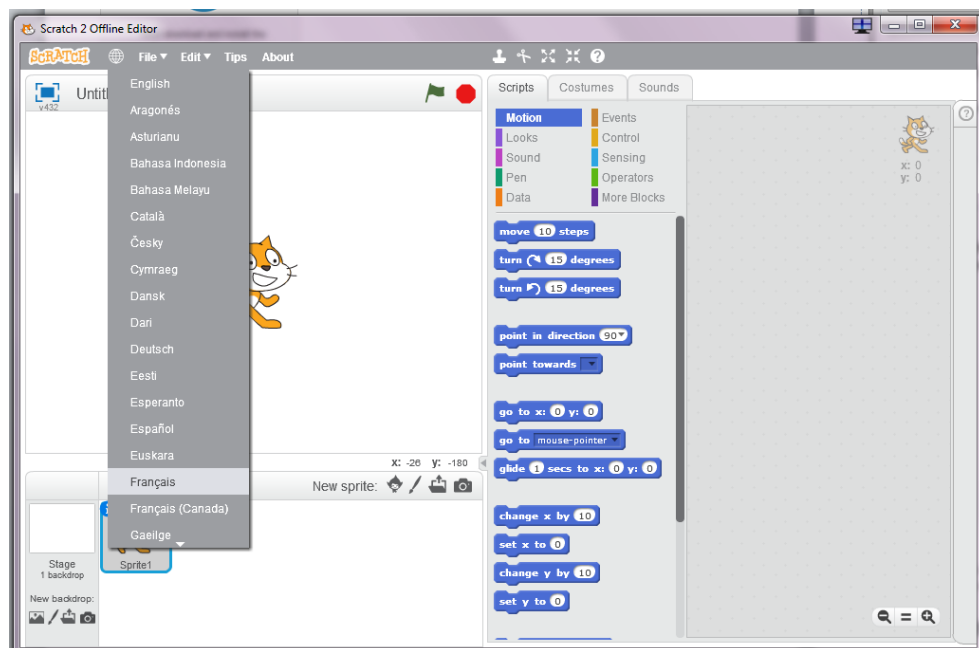 Scratch 2 Offline Editor
SCRATCH File Edit Tips About
v432
English
Aragonés
Asturianu
Bahasa Indonesia
Bahasa Melayu
Català
Česky
Cymraeg
Dansk
Dari
Deutsch
Eesti
Esperanto
Español
Euskara
Français
Français (Canada)
Gaeilge
X: -26 y: -180
New sprite:
Stage
1 backdrop
Sprite1
New backdrop:
Scripts Costumes Sounds
Motion Events
Looks Control
Sound Sensing
Pen Operators
Data More Blocks
move 10 steps
turn 15 degrees
turn 15 degrees
point in direction 90
point towards
go to x: 0 y: 0
go to mouse-pointer
glide 1 secs to x: 0 y: 0
change x by 10
set x to 0
change y by 10
set y to 0
x: 0
y: 0